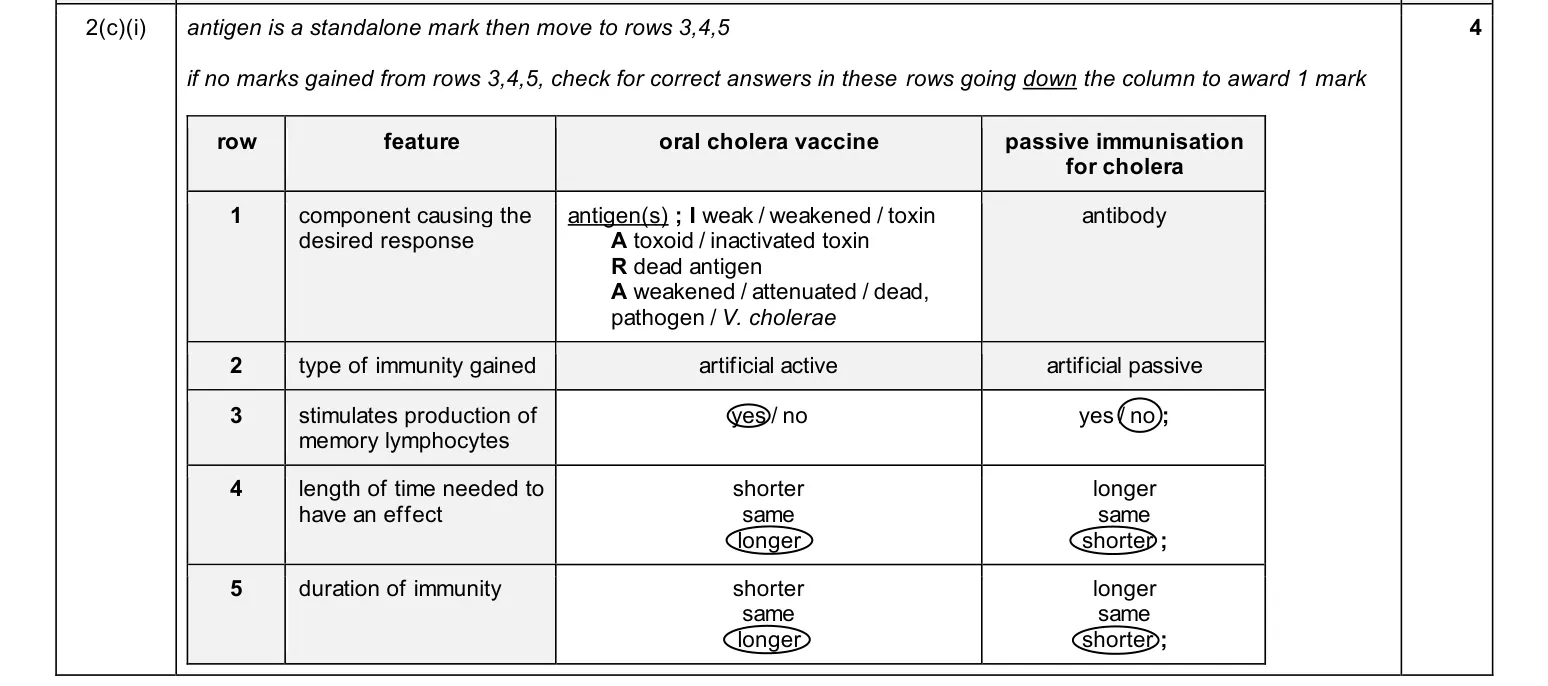 2(c)(i)
antigen is a standalone mark then move to rows 3,4,5
4
if no marks gained from rows 3,4,5, check for correct answers in these rows going down the column to award 1 mark
row
feature
oral cholera vaccine
passive immunisation
for cholera
1
component causing the
desired response
antigen(s) ; I weak / weakened / toxin
A toxoid / inactivated toxin
R dead antigen
A weakened / attenuated / dead,
pathogen / V. cholerae
antibody
2
type of immunity gained
artificial active
artificial passive
3
stimulates production of
memory lymphocytes
yes / no
yes / no ;
4
length of time needed to
have an effect
shorter
same
longer
longer
same
shorter ;
5
duration of immunity
shorter
same
longer
longer
same
shorter ;